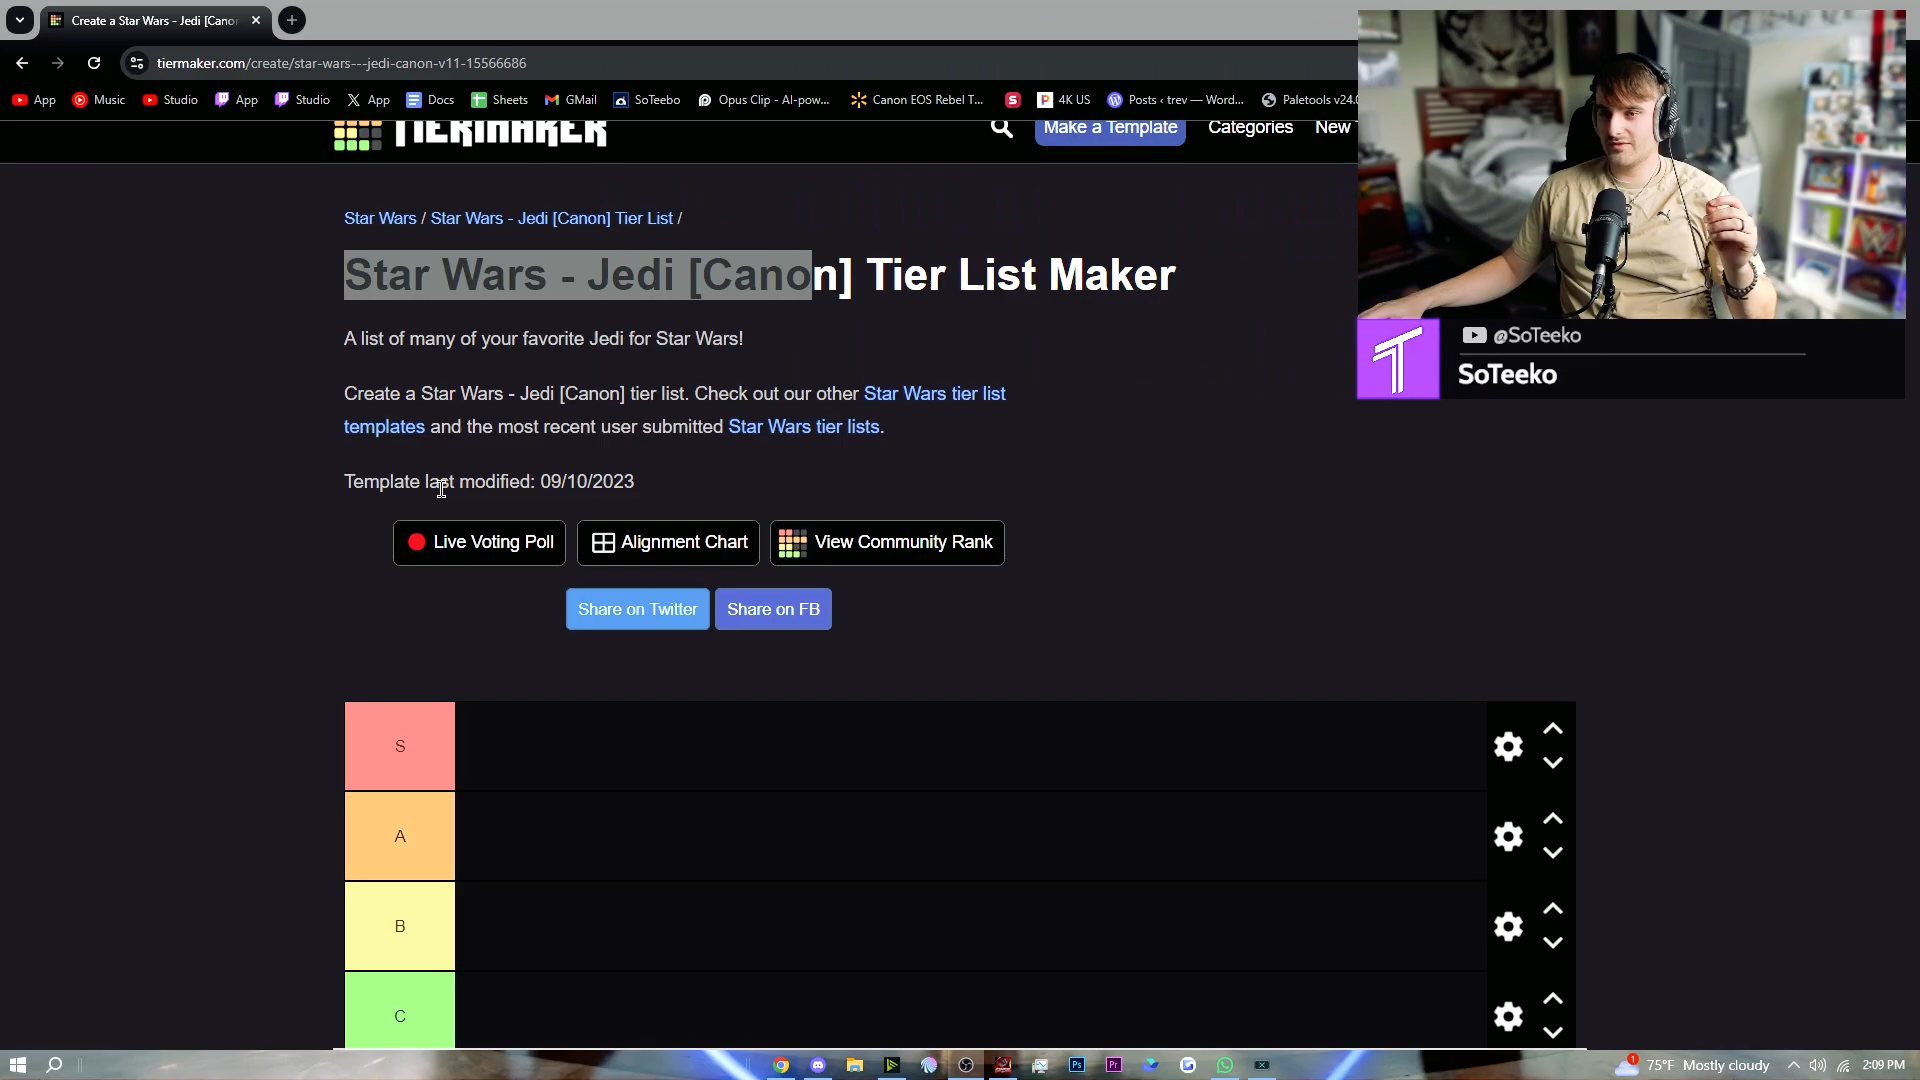 Create a Star Wars - Jedi [Cano
tiermaker.com/create/star-wars---jedi-canon-v11-15566686
App Music Studio App Studio App Docs Sheets GMail SoTeebo Opus Clip - AI-pow... Canon EOS Rebel T... 4K US Posts ‹ trev — Word... Paletools v24.0
TIERMAKER Make a Template Categories New
Star Wars / Star Wars - Jedi [Canon] Tier List /
Star Wars - Jedi [Canon] Tier List Maker
A list of many of your favorite Jedi for Star Wars!
Create a Star Wars - Jedi [Canon] tier list. Check out our other Star Wars tier list
templates and the most recent user submitted Star Wars tier lists.
Template last modified: 09/10/2023
Live Voting Poll Alignment Chart View Community Rank
Share on Twitter Share on FB
S
A
B
C
@SoTeeko
SoTeeko
1 75°F Mostly cloudy 2:09 PM